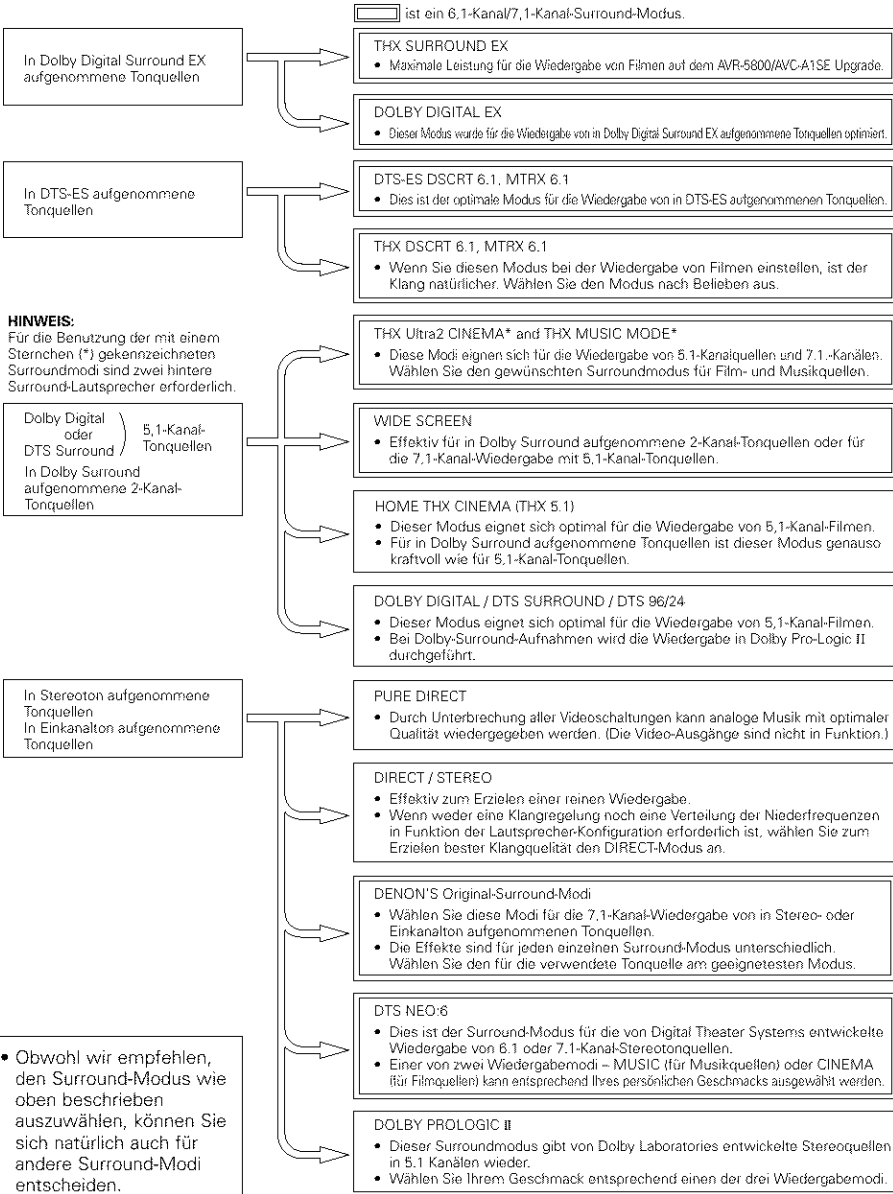 ist ein 6,1-Kanal/7,1-Kanal-Surround-Modus.
In Dolby Digital Surround EX
aufgenommene Tonquellen
THX SURROUND EX
• Maximale Leistung für die Wiedergabe von Filmen auf dem AVR-5800/AVC-A1SE Upgrade.
DOLBY DIGITAL EX
• Dieser Modus wurde für die Wiedergabe von in Dolby Digital Surround EX aufgenommene Tonquellen optimiert.
In DTS-ES aufgenommene
Tonquellen
DTS-ES DSCRT 6.1, MTRX 6.1
• Dies ist der optimale Modus für die Wiedergabe von in DTS-ES aufgenommenen Tonquellen.
THX DSCRT 6.1, MTRX 6.1
• Wenn Sie diesen Modus bei der Wiedergabe von Filmen einstellen, ist der
Klang natürlicher. Wählen Sie den Modus nach Belieben aus.
HINWEIS:
Für die Benutzung der mit einem
Sternchen (*) gekennzeichneten
Surroundmodi sind zwei hintere
Surround-Lautsprecher erforderlich.
Dolby Digital
oder
DTS Surround
5,1-Kanal-
Tonquellen
In Dolby Surround
aufgenommene 2-Kanal-
Tonquellen
THX Ultra2 CINEMA* and THX MUSIC MODE*
• Diese Modi eignen sich für die Wiedergabe von 5.1-Kanalquellen und 7.1.-Kanälen.
Wählen Sie den gewünschten Surroundmodus für Film- und Musikquellen.
WIDE SCREEN
• Effektiv für in Dolby Surround aufgenommene 2-Kanal-Tonquellen oder für
die 7,1-Kanal-Wiedergabe mit 5,1-Kanal-Tonquellen.
HOME THX CINEMA (THX 5.1)
• Dieser Modus eignet sich optimal für die Wiedergabe von 5,1-Kanal-Filmen.
• Für in Dolby Surround aufgenommene Tonquellen ist dieser Modus genauso
kraftvoll wie für 5,1-Kanal-Tonquellen.
DOLBY DIGITAL / DTS SURROUND / DTS 96/24
• Dieser Modus eignet sich optimal für die Wiedergabe von 5,1-Kanal-Filmen.
• Bei Dolby-Surround-Aufnahmen wird die Wiedergabe in Dolby Pro-Logic II
durchgeführt.
In Stereoton aufgenommene
Tonquellen
In Einkanalton aufgenommene
Tonquellen
PURE DIRECT
• Durch Unterbrechung aller Videoschaltungen kann analoge Musik mit optimaler
Qualität wiedergegeben werden. (Die Video-Ausgänge sind nicht in Funktion.)
DIRECT / STEREO
• Effektiv zum Erzielen einer reinen Wiedergabe.
• Wenn weder eine Klangregelung noch eine Verteilung der Niederfrequenzen
in Funktion der Lautsprecher-Konfiguration erforderlich ist, wählen Sie zum
Erzielen bester Klangquelität den DIRECT-Modus an.
DENON'S Original-Surround-Modi
• Wählen Sie diese Modi für die 7,1-Kanal-Wiedergabe von in Stereo- oder
Einkanalton aufgenommenen Tonquellen.
• Die Effekte sind für jeden einzelnen Surround-Modus unterschiedlich.
Wählen Sie den für die verwendete Tonquelle am geeignetesten Modus.
DTS NEO:6
• Dies ist der Surround-Modus für die von Digital Theater Systems entwickelte
Wiedergabe von 6.1 oder 7.1-Kanal-Stereotonquellen.
• Einer von zwei Wiedergabemodi – MUSIC (für Musikquellen) oder CINEMA
(für Filmquellen) kann entsprechend Ihres persönlichen Geschmacks ausgewählt werden.
DOLBY PROLOGIC II
• Dieser Surroundmodus gibt von Dolby Laboratories entwickelte Stereoquellen
in 5.1 Kanälen wieder.
• Wählen Sie Ihrem Geschmack entsprechend einen der drei Wiedergabemodi.
• Obwohl wir empfehlen,
den Surround-Modus wie
oben beschrieben
auszuwählen, können Sie
sich natürlich auch für
andere Surround-Modi
entscheiden.